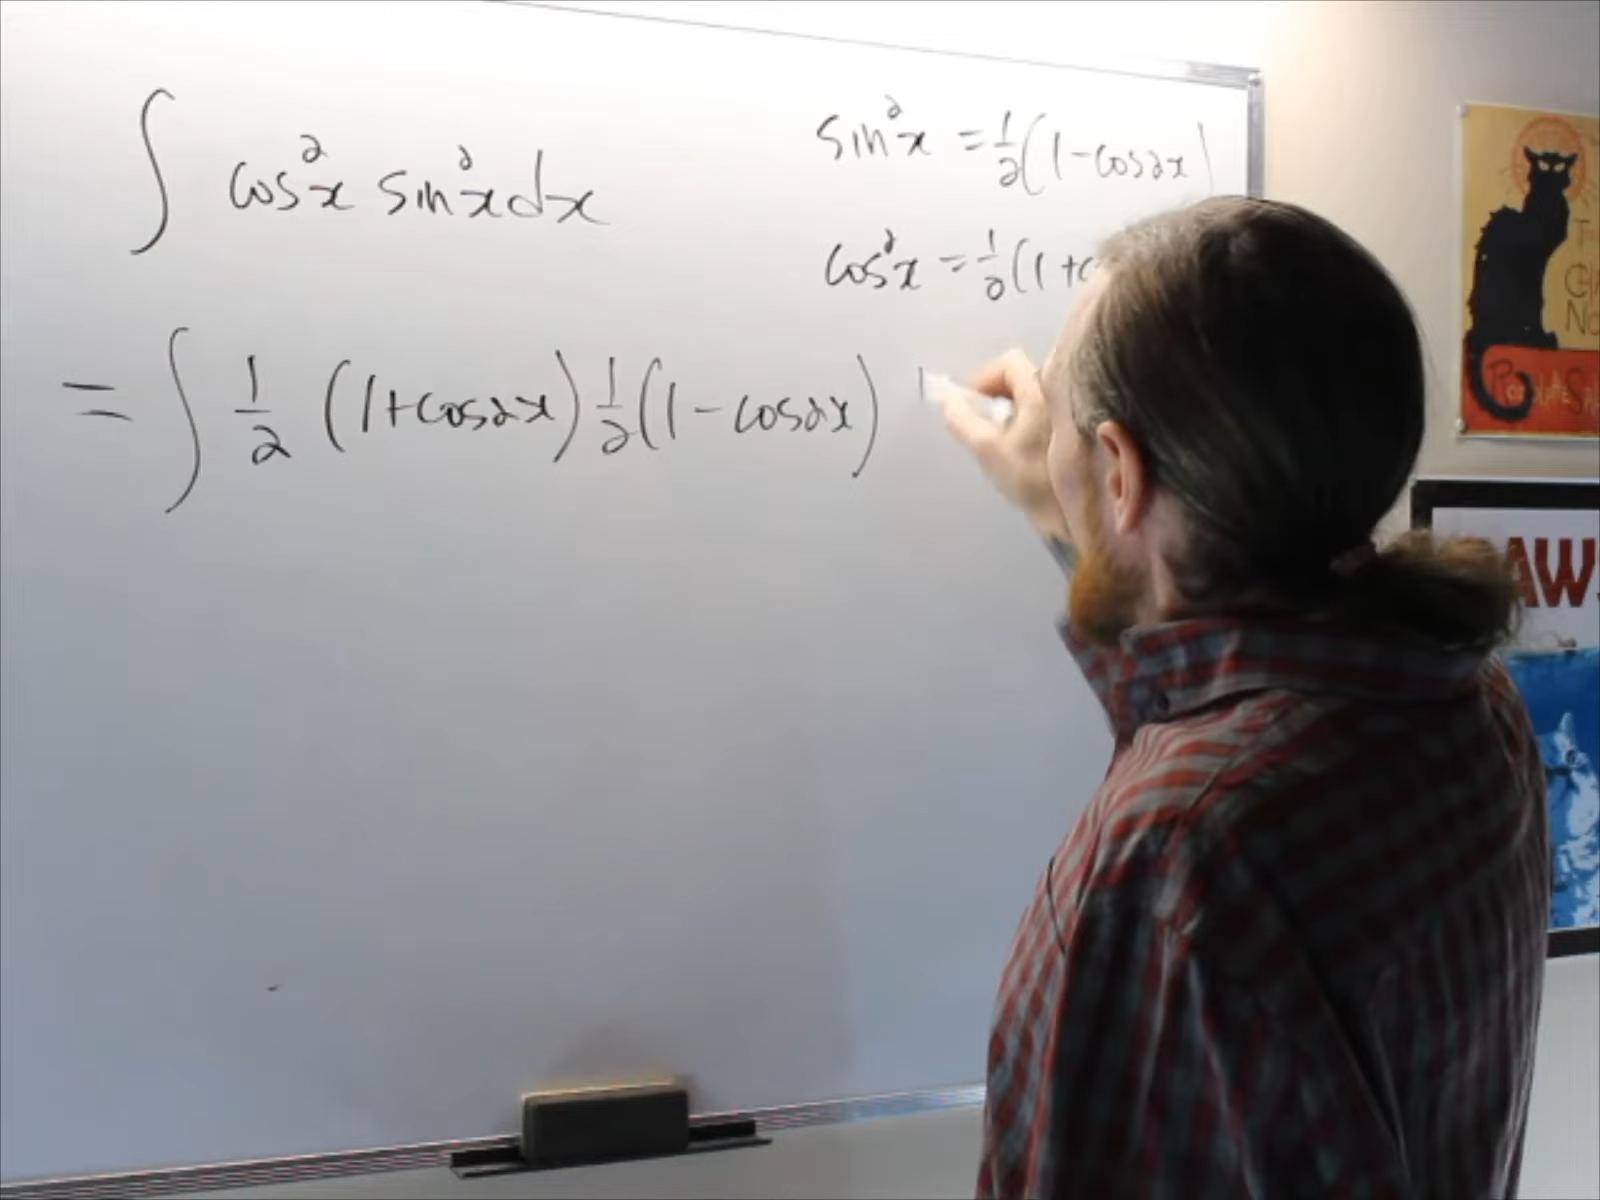 ∫ cos²x sin²x dx
sin²x = 1/2 (1 - cos2x)
cos²x = 1/2 (1 +
= ∫ 1/2 (1 + cos2x) 1/2 (1 - cos2x)